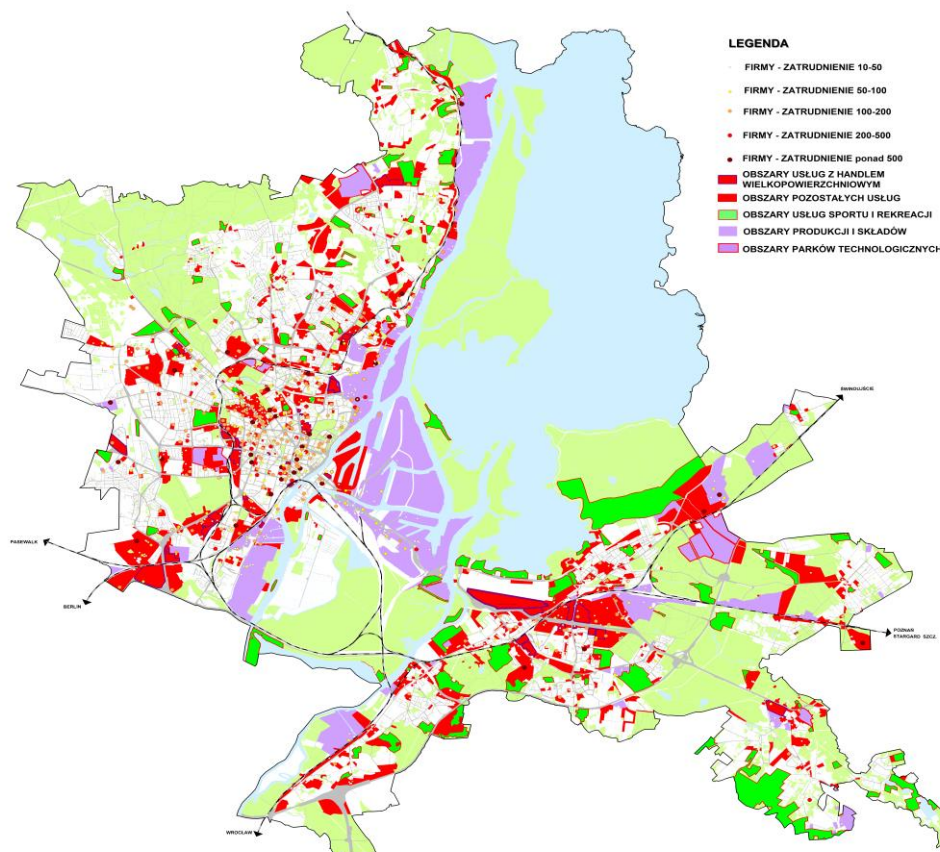 LEGENDA
FIRMY - ZATRUDNIENIE 10-50
FIRMY - ZATRUDNIENIE 50-100
FIRMY - ZATRUDNIENIE 100-200
FIRMY - ZATRUDNIENIE 200-500
FIRMY - ZATRUDNIENIE ponad 500
OBSZARY USŁUG Z HANDLEM
WIELKOPOWIERZCHNIOWYM
OBSZARY POZOSTAŁYCH USŁUG
OBSZARY USŁUG SPORTU I REKREACJI
OBSZARY PRODUKCJI I SKŁADÓW
OBSZARY PARKÓW TECHNOLOGICZNYCH
ŚWINOUJŚCIE
PASEWALK
BERLIN
POZNAŃ
STARGARD SZCZ.
WROCŁAW